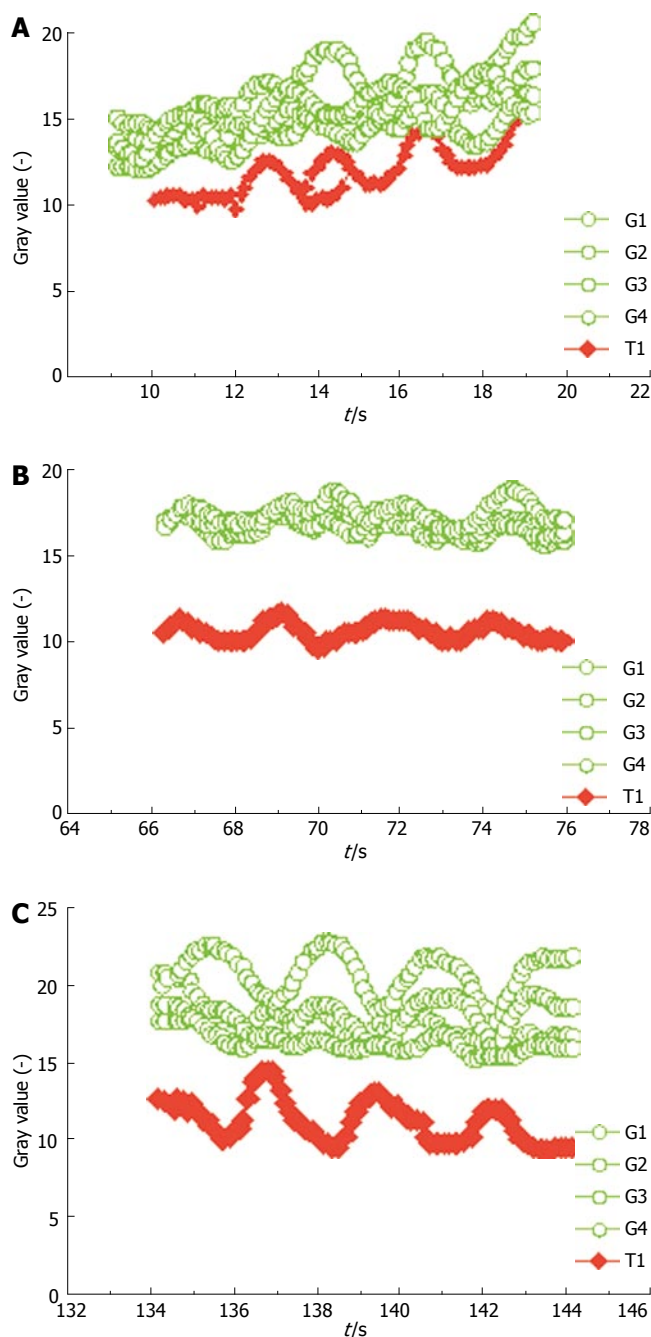 A
20
15
10
5
0
Gray value (-)
10 12 14 16 18 20 22
t/s
G1
G2
G3
G4
T1
B
20
15
10
5
0
Gray value (-)
64 66 68 70 72 74 76 78
t/s
G1
G2
G3
G4
T1
C
25
20
15
10
5
0
Gray value (-)
132 134 136 138 140 142 144 146
t/s
G1
G2
G3
G4
T1